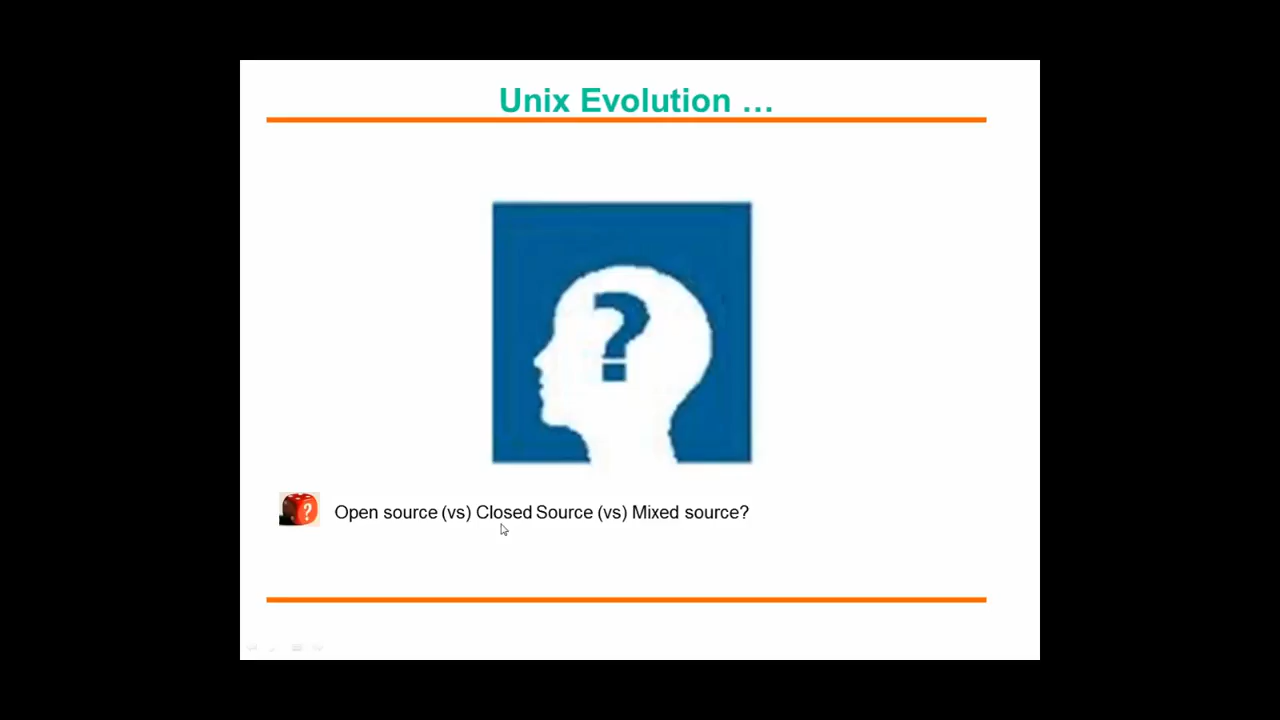 Unix Evolution …
?
? Open source (vs) Closed Source (vs) Mixed source?